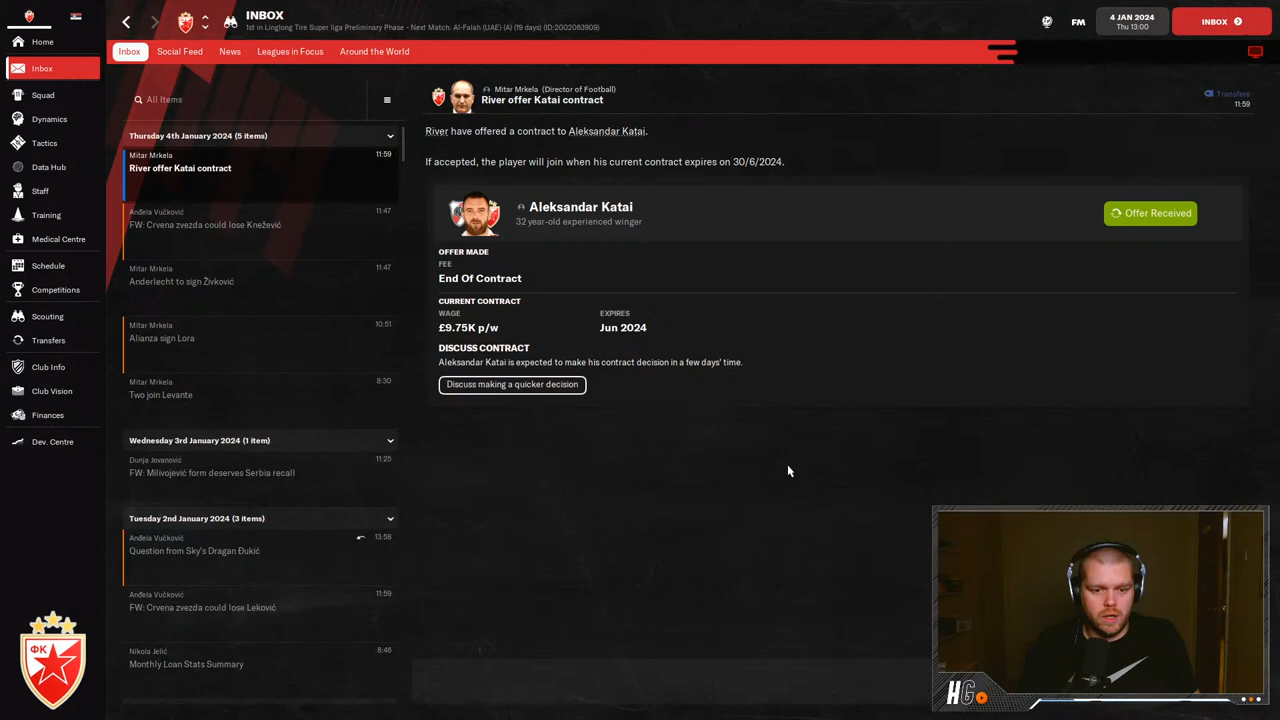 INBOX
1st in Linglong Tire Super liga Preliminary Phase - Next Match: Al-Falah (UAE) (A) (19 days) (ID:2002063909)
FM
4 JAN 2024
Thu 13:00
INBOX
Home
Inbox
Squad
Dynamics
Tactics
Data Hub
Staff
Training
Medical Centre
Schedule
Competitions
Scouting
Transfers
Club Info
Club Vision
Finances
Dev. Centre
ФК
Inbox
Social Feed
News
Leagues in Focus
Around the World
All Items
Thursday 4th January 2024 (5 items)
Mitar Mrkela 11:59
River offer Katai contract
Anđela Vučković 11:47
FW: Crvena zvezda could lose Knežević
Mitar Mrkela 11:47
Anderlecht to sign Živković
Mitar Mrkela 10:51
Alianza sign Lora
Mitar Mrkela 8:30
Two join Levante
Wednesday 3rd January 2024 (1 item)
Dunja Jovanović 11:25
FW: Milivojević form deserves Serbia recall
Tuesday 2nd January 2024 (3 items)
Anđela Vučković 13:58
Question from Sky's Dragan Đukić
Anđela Vučković 11:59
FW: Crvena zvezda could lose Leković
Nikola Jelić 8:46
Monthly Loan Stats Summary
Mitar Mrkela (Director of Football)
River offer Katai contract
Transfers
11:59
River have offered a contract to Aleksandar Katai.
If accepted, the player will join when his current contract expires on 30/6/2024.
Aleksandar Katai
32 year-old experienced winger
Offer Received
OFFER MADE
FEE
End Of Contract
CURRENT CONTRACT
WAGE EXPIRES
£9.75K p/w Jun 2024
DISCUSS CONTRACT
Aleksandar Katai is expected to make his contract decision in a few days' time.
Discuss making a quicker decision
HG